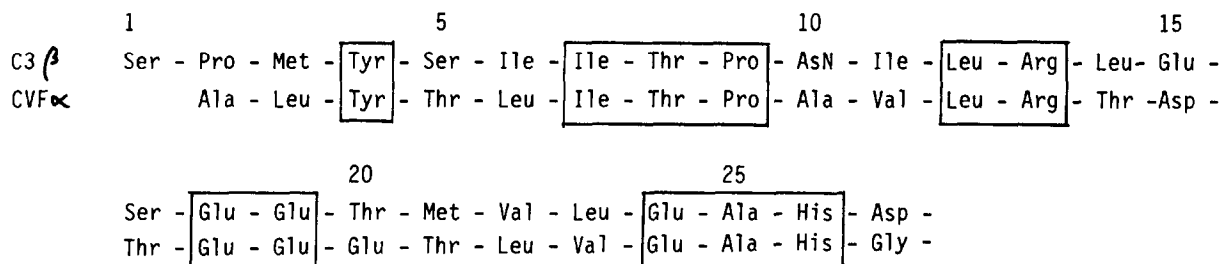 1 5 10 15
C3 β Ser - Pro - Met - Tyr - Ser - Ile - Ile - Thr - Pro - AsN - Ile - Leu - Arg - Leu- Glu -
CVF∝ Ala - Leu - Tyr - Thr - Leu - Ile - Thr - Pro - Ala - Val - Leu - Arg - Thr -Asp -
20 25
Ser - Glu - Glu - Thr - Met - Val - Leu - Glu - Ala - His - Asp -
Thr - Glu - Glu - Glu - Thr - Leu - Val - Glu - Ala - His - Gly -